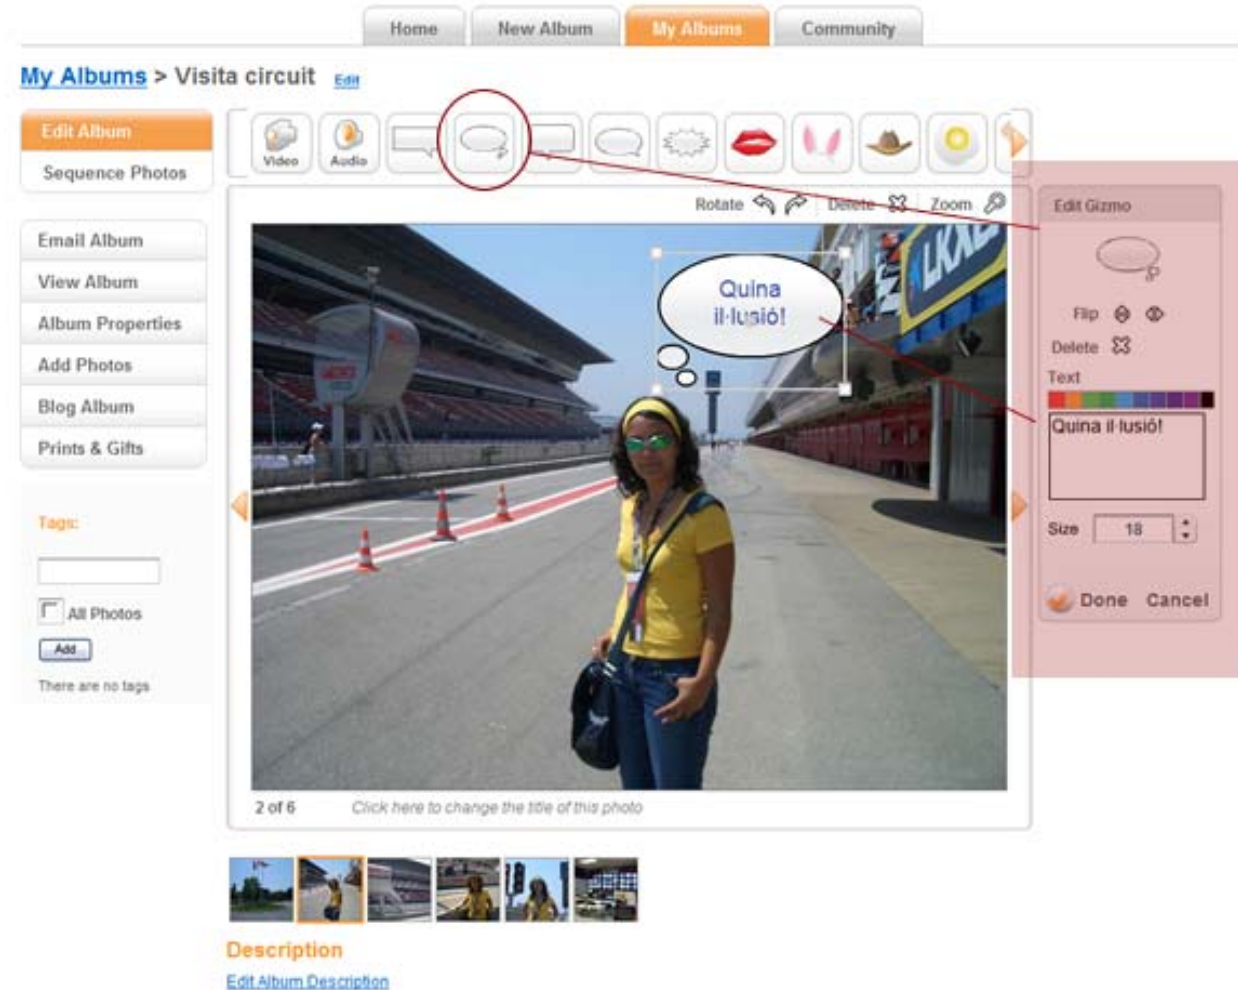 Home New Album My Albums Community
My Albums > Visita circuit Edit
Edit Album
Sequence Photos
Email Album
View Album
Album Properties
Add Photos
Blog Album
Prints & Gifts
Tags:
All Photos
Add
There are no tags
Video Audio
Rotate Delete Zoom
LKXE
Quina
il·lusió!
2 of 6 Click here to change the title of this photo
Description
Edit Album Description
Edit Gizmo
Flip
Delete
Text
Quina il·lusió!
Size 18
Done Cancel